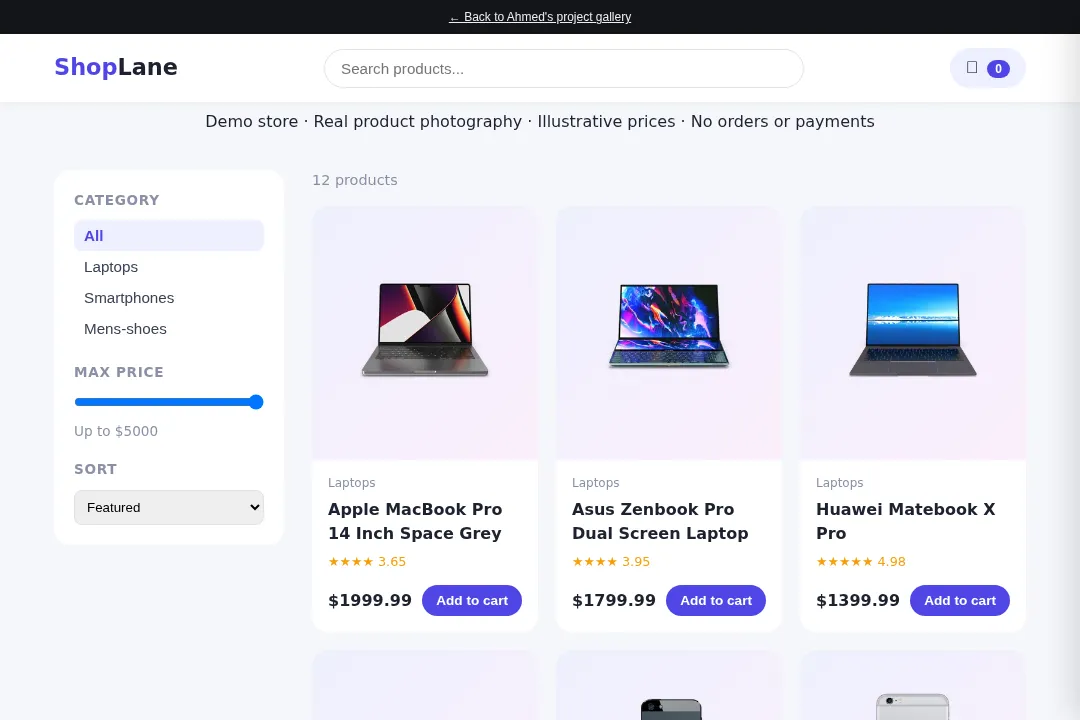 ← Back to Ahmed's project gallery
ShopLane
Search products...
0
Demo store · Real product photography · Illustrative prices · No orders or payments
CATEGORY
All
Laptops
Smartphones
Mens-shoes
MAX PRICE
Up to $5000
SORT
Featured
12 products
Laptops
Apple MacBook Pro
14 Inch Space Grey
★★★★ 3.65
$1999.99
Add to cart
Laptops
Asus Zenbook Pro
Dual Screen Laptop
★★★★ 3.95
$1799.99
Add to cart
Laptops
Huawei Matebook X
Pro
★★★★★ 4.98
$1399.99
Add to cart